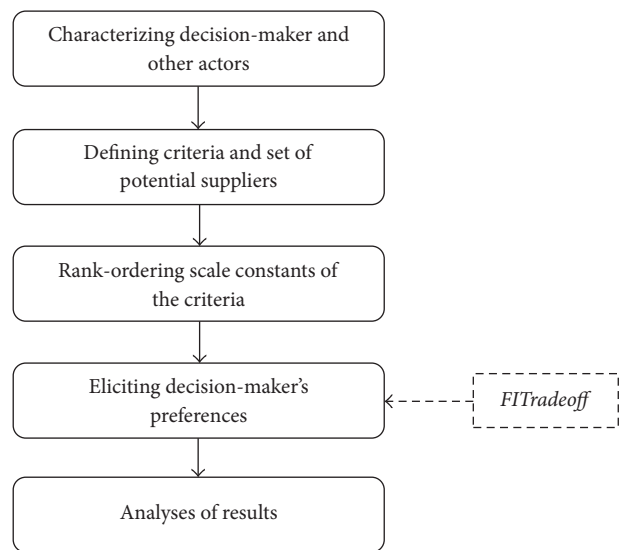 Characterizing decision-maker and
other actors
Defining criteria and set of
potential suppliers
Rank-ordering scale constants of
the criteria
Eliciting decision-maker’s
preferences
FITradeoff
Analyses of results